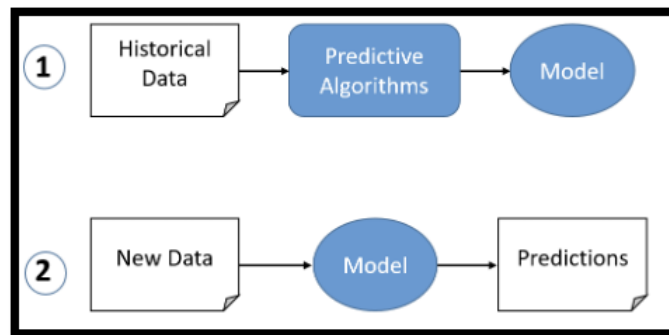 1
Historical
Data
Predictive
Algorithms
Model
2
New Data
Model
Predictions